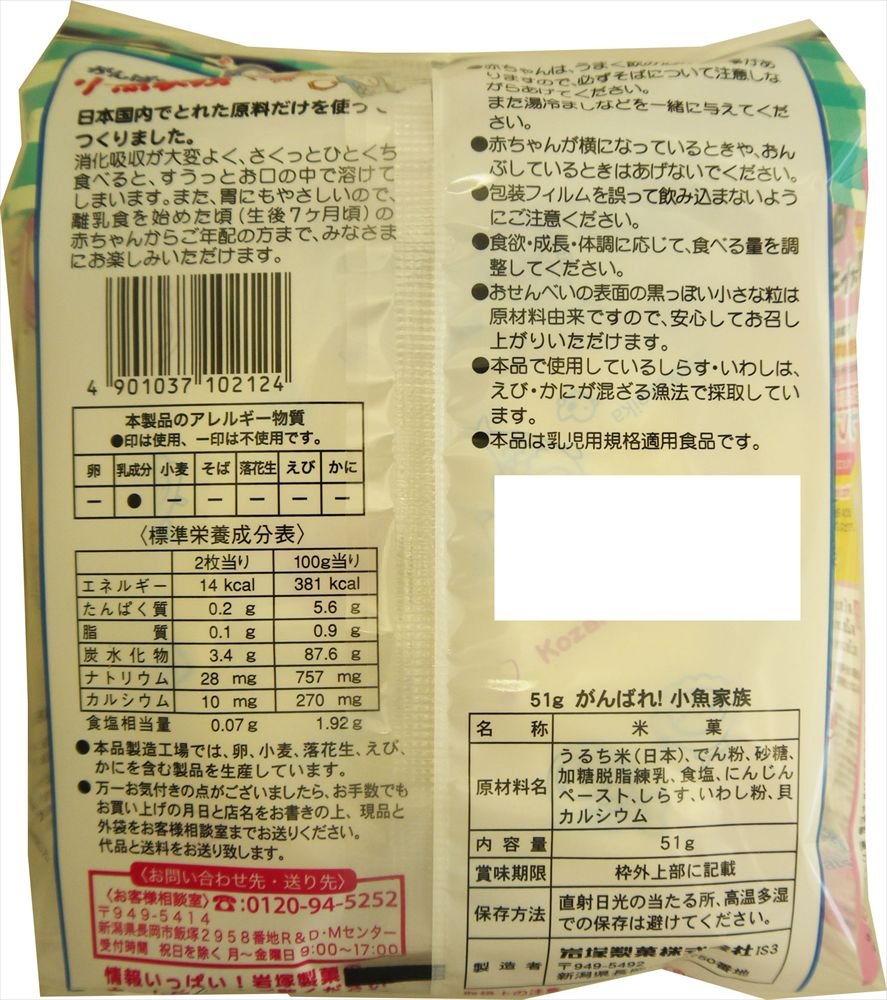 日本国内でとれた原料だけを使って
つくりました。
消化吸収が大変よく、さくっとひとくち
食べると、すうっとお口の中で溶けて
しまいます。また、胃にもやさしいので、
離乳食を始めた頃(生後7ヶ月頃)の
赤ちゃんからご年配の方まで、みなさま
にお楽しみいただけます。
4 901037 102124
本製品のアレルギー物質
●印は使用、ー印は不使用です。
卵 乳成分 小麦 そば 落花生 えび かに
ー ● ー ー ー ー ー
〈標準栄養成分表〉
2枚当り 100g当り
エネルギー 14 kcal 381 kcal
たんぱく質 0.2 g 5.6 g
脂質 0.1 g 0.9 g
炭水化物 3.4 g 87.6 g
ナトリウム 28 mg 757 mg
カルシウム 10 mg 270 mg
食塩相当量 0.07g 1.92g
●本品製造工場では、卵、小麦、落花生、えび、
かにを含む製品を生産しています。
●万一お気付きの点がございましたら、お手数でも
お買い上げの月日と店名をお書きの上、現品と
外袋をお客様相談室までお送りください。
代品と送料をお送り致します。
〈お問い合わせ先・送り先〉
〈お客様相談室〉☎:0120-94-5252
〒949-5414
新潟県長岡市飯塚2958番地R&D・Mセンター
受付時間 祝日を除く月〜金曜日 9:00〜17:00
情報いっぱい!岩塚製菓
りますので、必ずそばについて注意しな
がらあげてください。
また湯冷ましなどを一緒に与えてくだ
さい。
●赤ちゃんが横になっているときや、おん
ぶしているときはあげないでください。
●包装フィルムを誤って飲み込まないよう
にご注意ください。
●食欲・成長・体調に応じて、食べる量を調
整してください。
●おせんべいの表面の黒っぽい小さな粒は
原材料由来ですので、安心してお召し
上がりいただけます。
●本品で使用しているしらす・いわしは、
えび・かにが混ざる漁法で採取してい
ます。
●本品は乳児用規格適用食品です。
51g がんばれ!小魚家族
名称 米菓
原材料名 うるち米(日本)、でん粉、砂糖、
加糖脱脂練乳、食塩、にんじん
ペースト、しらす、いわし粉、貝
カルシウム
内容量 51g
賞味期限 枠外上部に記載
保存方法 直射日光の当たる所、高温多湿
での保存は避けてください。
製造者 岩塚製菓株式会社IS3
〒949-5492